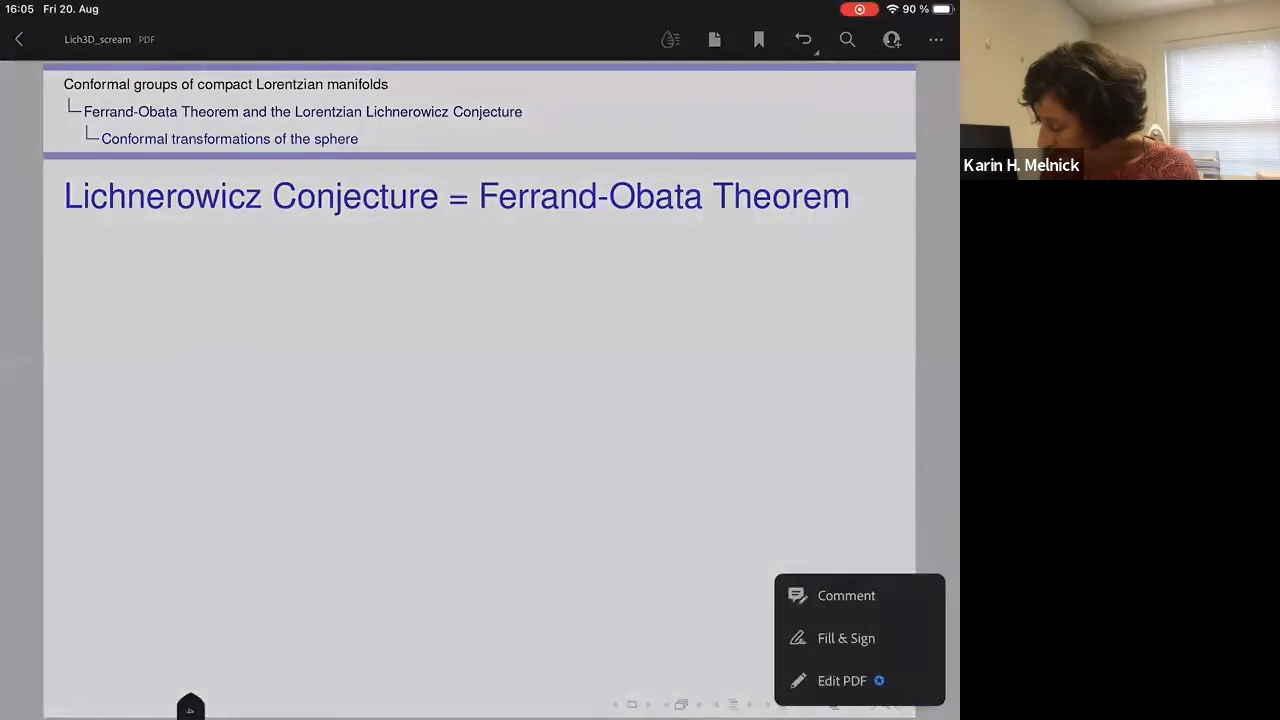 16:05 Fri 20. Aug
90 %
Lich3D_scream PDF
Conformal groups of compact Lorentzian manifolds
Ferrand-Obata Theorem and the Lorentzian Lichnerowicz Conjecture
Conformal transformations of the sphere
Lichnerowicz Conjecture = Ferrand-Obata Theorem
Karin H. Melnick
Comment
Fill & Sign
Edit PDF